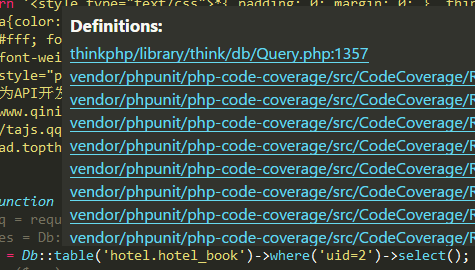 rn '<style type="text/css">*{ padding: 0; margin: 0; }
a{color:
#fff; fo
font-wei
style="p
为API开发
www.qini
/tajs.qq
ad.topth
Definitions:
thinkphp/library/think/db/Query.php:1357
vendor/phpunit/php-code-coverage/src/CodeCoverage/R
vendor/phpunit/php-code-coverage/src/CodeCoverage/R
vendor/phpunit/php-code-coverage/src/CodeCoverage/R
vendor/phpunit/php-code-coverage/src/CodeCoverage/R
vendor/phpunit/php-code-coverage/src/CodeCoverage/R
vendor/phpunit/php-code-coverage/src/CodeCoverage/R
vendor/phpunit/php-code-coverage/src/CodeCoverage/R
vendor/phpunit/php-code-coverage/src/CodeCoverage/R
unction
q = requ
es = Db:
= Db::table('hotel.hotel_book')->where('uid=2')->select();